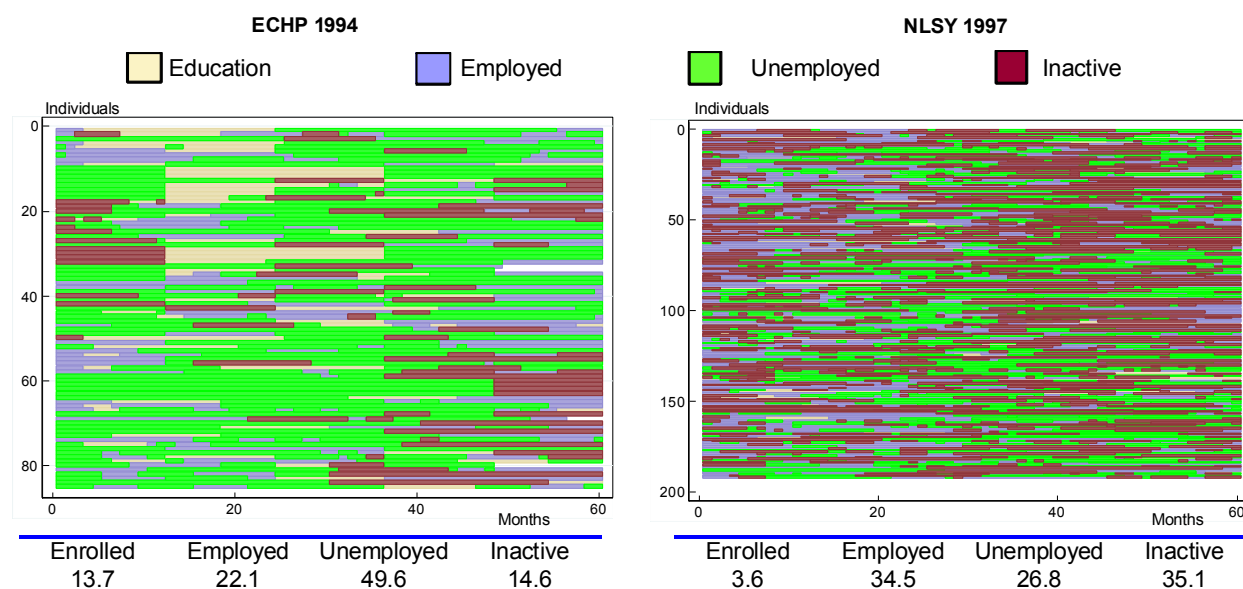 ECHP 1994
NLSY 1997
Education
Employed
Unemployed
Inactive
Individuals
0
20
40
60
80
0
20
40
60
Months
Individuals
0
50
100
150
200
0
20
40
60
Months
Enrolled Employed Unemployed Inactive
13.7 22.1 49.6 14.6
Enrolled Employed Unemployed Inactive
3.6 34.5 26.8 35.1